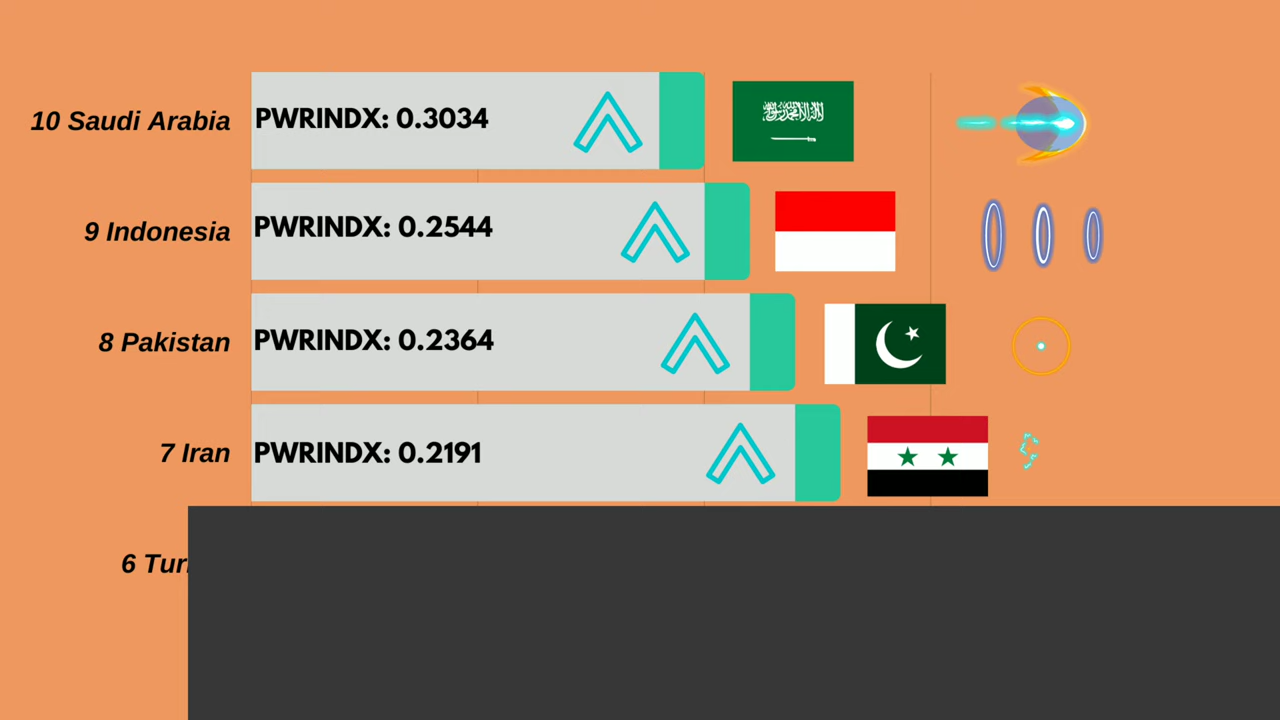 10 Saudi Arabia PWRINDX: 0.3034
9 Indonesia PWRINDX: 0.2544
8 Pakistan PWRINDX: 0.2364
7 Iran PWRINDX: 0.2191
6